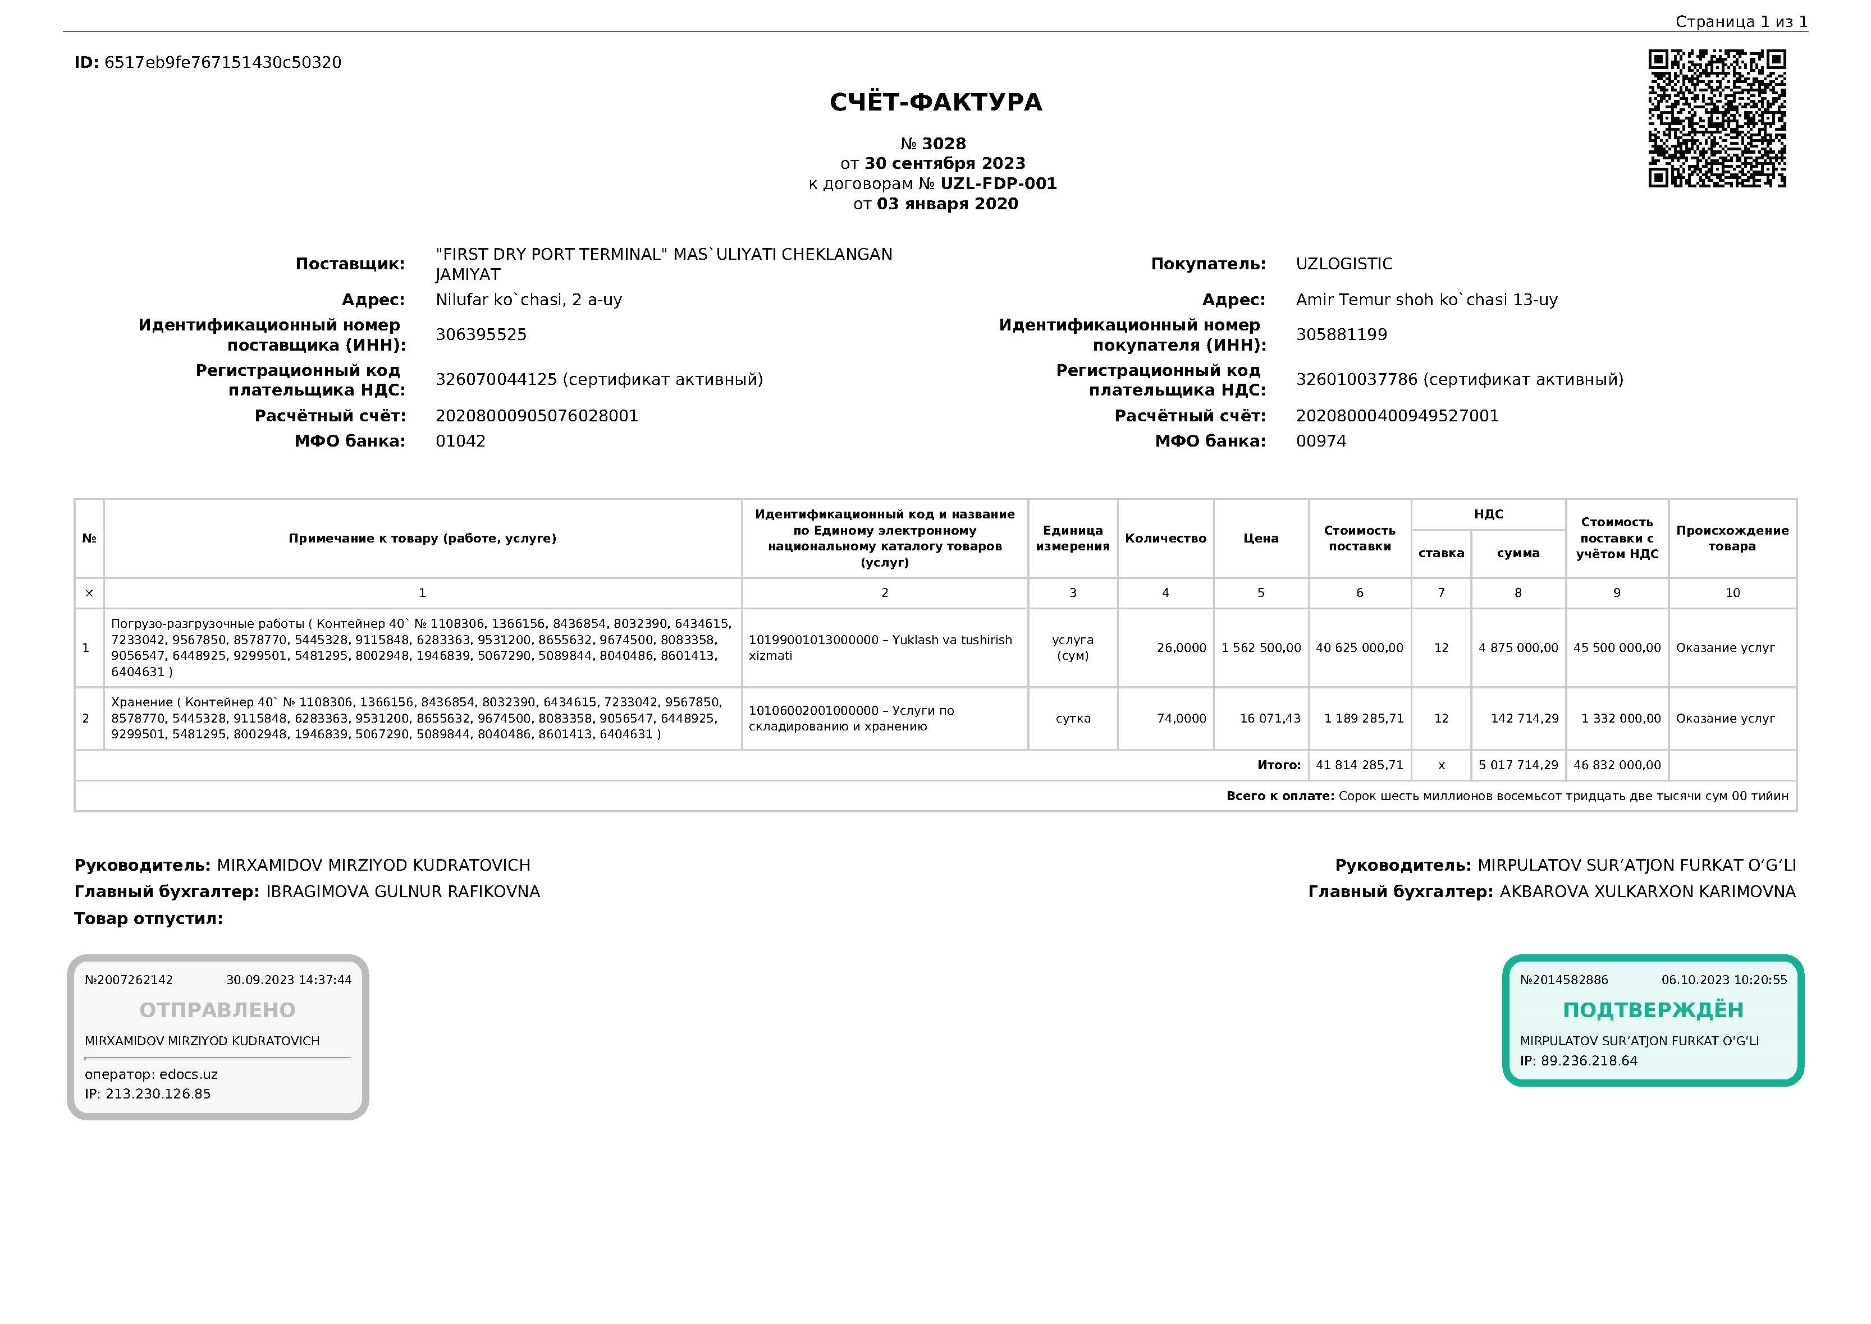 Страница 1 из 1
ID: 6517eb9fe767151430c50320
СЧЁТ-ФАКТУРА
№ 3028
от 30 сентября 2023
к договорам № UZL-FDP-001
от 03 января 2020
Поставщик: "FIRST DRY PORT TERMINAL" MAS`ULIYATI CHEKLANGAN
JAMIYAT
Адрес: Nilufar ko`chasi, 2 a-uy
Идентификационный номер
поставщика (ИНН): 306395525
Регистрационный код
плательщика НДС: 326070044125 (сертификат активный)
Расчётный счёт: 20208000905076028001
МФО банка: 01042
Покупатель: UZLOGISTIC
Адрес: Amir Temur shoh ko`chasi 13-uy
Идентификационный номер
покупателя (ИНН): 305881199
Регистрационный код
плательщика НДС: 326010037786 (сертификат активный)
Расчётный счёт: 20208000400949527001
МФО банка: 00974
№
Примечание к товару (работе, услуге)
Идентификационный код и название
по Единому электронному
национальному каталогу товаров
(услуг)
Единица
измерения
Количество
Цена
Стоимость
поставки
НДС
ставка
сумма
Стоимость
поставки с
учётом НДС
Происхождение
товара
× 1 2 3 4 5 6 7 8 9 10
1
Погрузо-разгрузочные работы ( Контейнер 40` № 1108306, 1366156, 8436854, 8032390, 6434615,
7233042, 9567850, 8578770, 5445328, 9115848, 6283363, 9531200, 8655632, 9674500, 8083358,
9056547, 6448925, 9299501, 5481295, 8002948, 1946839, 5067290, 5089844, 8040486, 8601413,
6404631 )
10199001013000000 – Yuklash va tushirish
xizmati
услуга
(сум)
26,0000 1 562 500,00 40 625 000,00 12 4 875 000,00 45 500 000,00 Оказание услуг
2
Хранение ( Контейнер 40` № 1108306, 1366156, 8436854, 8032390, 6434615, 7233042, 9567850,
8578770, 5445328, 9115848, 6283363, 9531200, 8655632, 9674500, 8083358, 9056547, 6448925,
9299501, 5481295, 8002948, 1946839, 5067290, 5089844, 8040486, 8601413, 6404631 )
10106002001000000 – Услуги по
складированию и хранению
сутка
74,0000 16 071,43 1 189 285,71 12 142 714,29 1 332 000,00 Оказание услуг
Итого: 41 814 285,71 x 5 017 714,29 46 832 000,00
Всего к оплате: Сорок шесть миллионов восемьсот тридцать две тысячи сум 00 тийин
Руководитель: MIRXAMIDOV MIRZIYOD KUDRATOVICH
Главный бухгалтер: IBRAGIMOVA GULNUR RAFIKOVNA
Товар отпустил:
Руководитель: MIRPULATOV SUR’ATJON FURKAT O‘G‘LI
Главный бухгалтер: AKBAROVA XULKARXON KARIMOVNA
№2007262142 30.09.2023 14:37:44
ОТПРАВЛЕНО
MIRXAMIDOV MIRZIYOD KUDRATOVICH
оператор: edocs.uz
IP: 213.230.126.85
№2014582886 06.10.2023 10:20:55
ПОДТВЕРЖДЁН
MIRPULATOV SUR’ATJON FURKAT O‘G‘LI
IP: 89.236.218.64